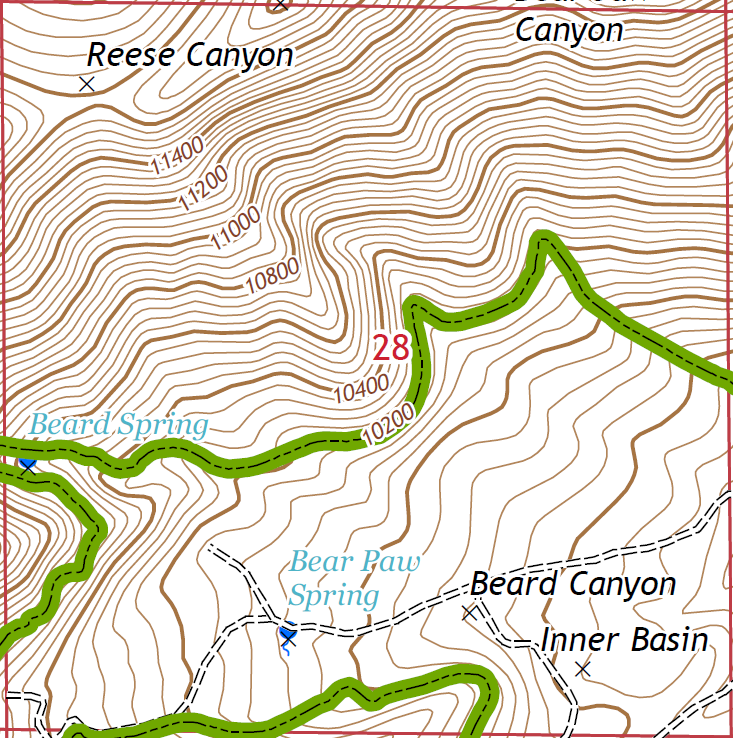 Canyon
Reese Canyon
11400
11200
11000
10800
28
10400
10200
Beard Spring
Bear Paw
Spring
Beard Canyon
Inner Basin